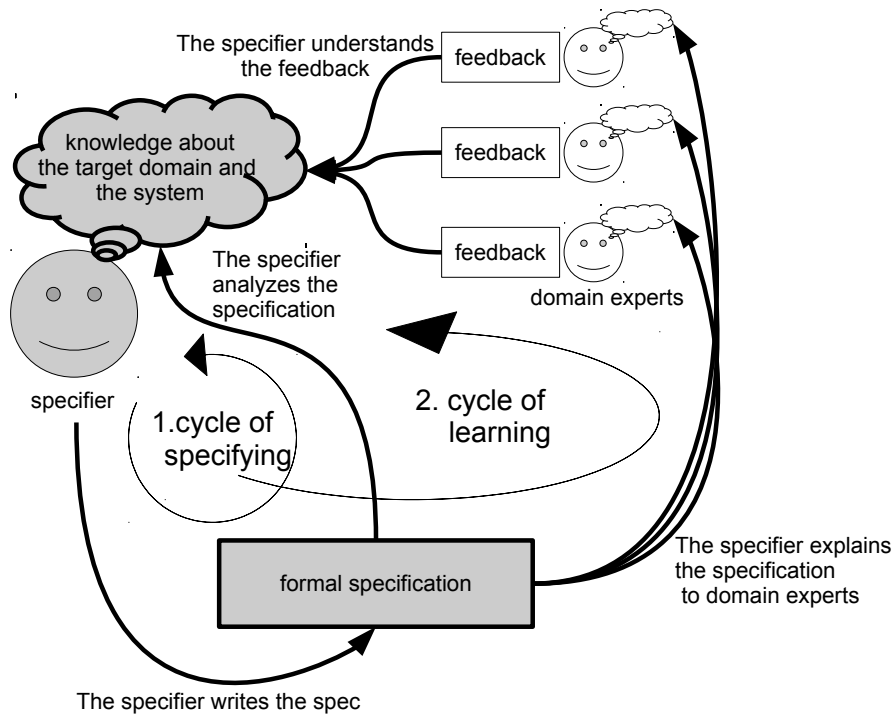 The specifier understands
the feedback
feedback
knowledge about
the target domain and
the system
feedback
feedback
domain experts
The specifier
analyzes the
specification
specifier
1.cycle of
specifying
2. cycle of
learning
formal specification
The specifier explains
the specification
to domain experts
The specifier writes the spec